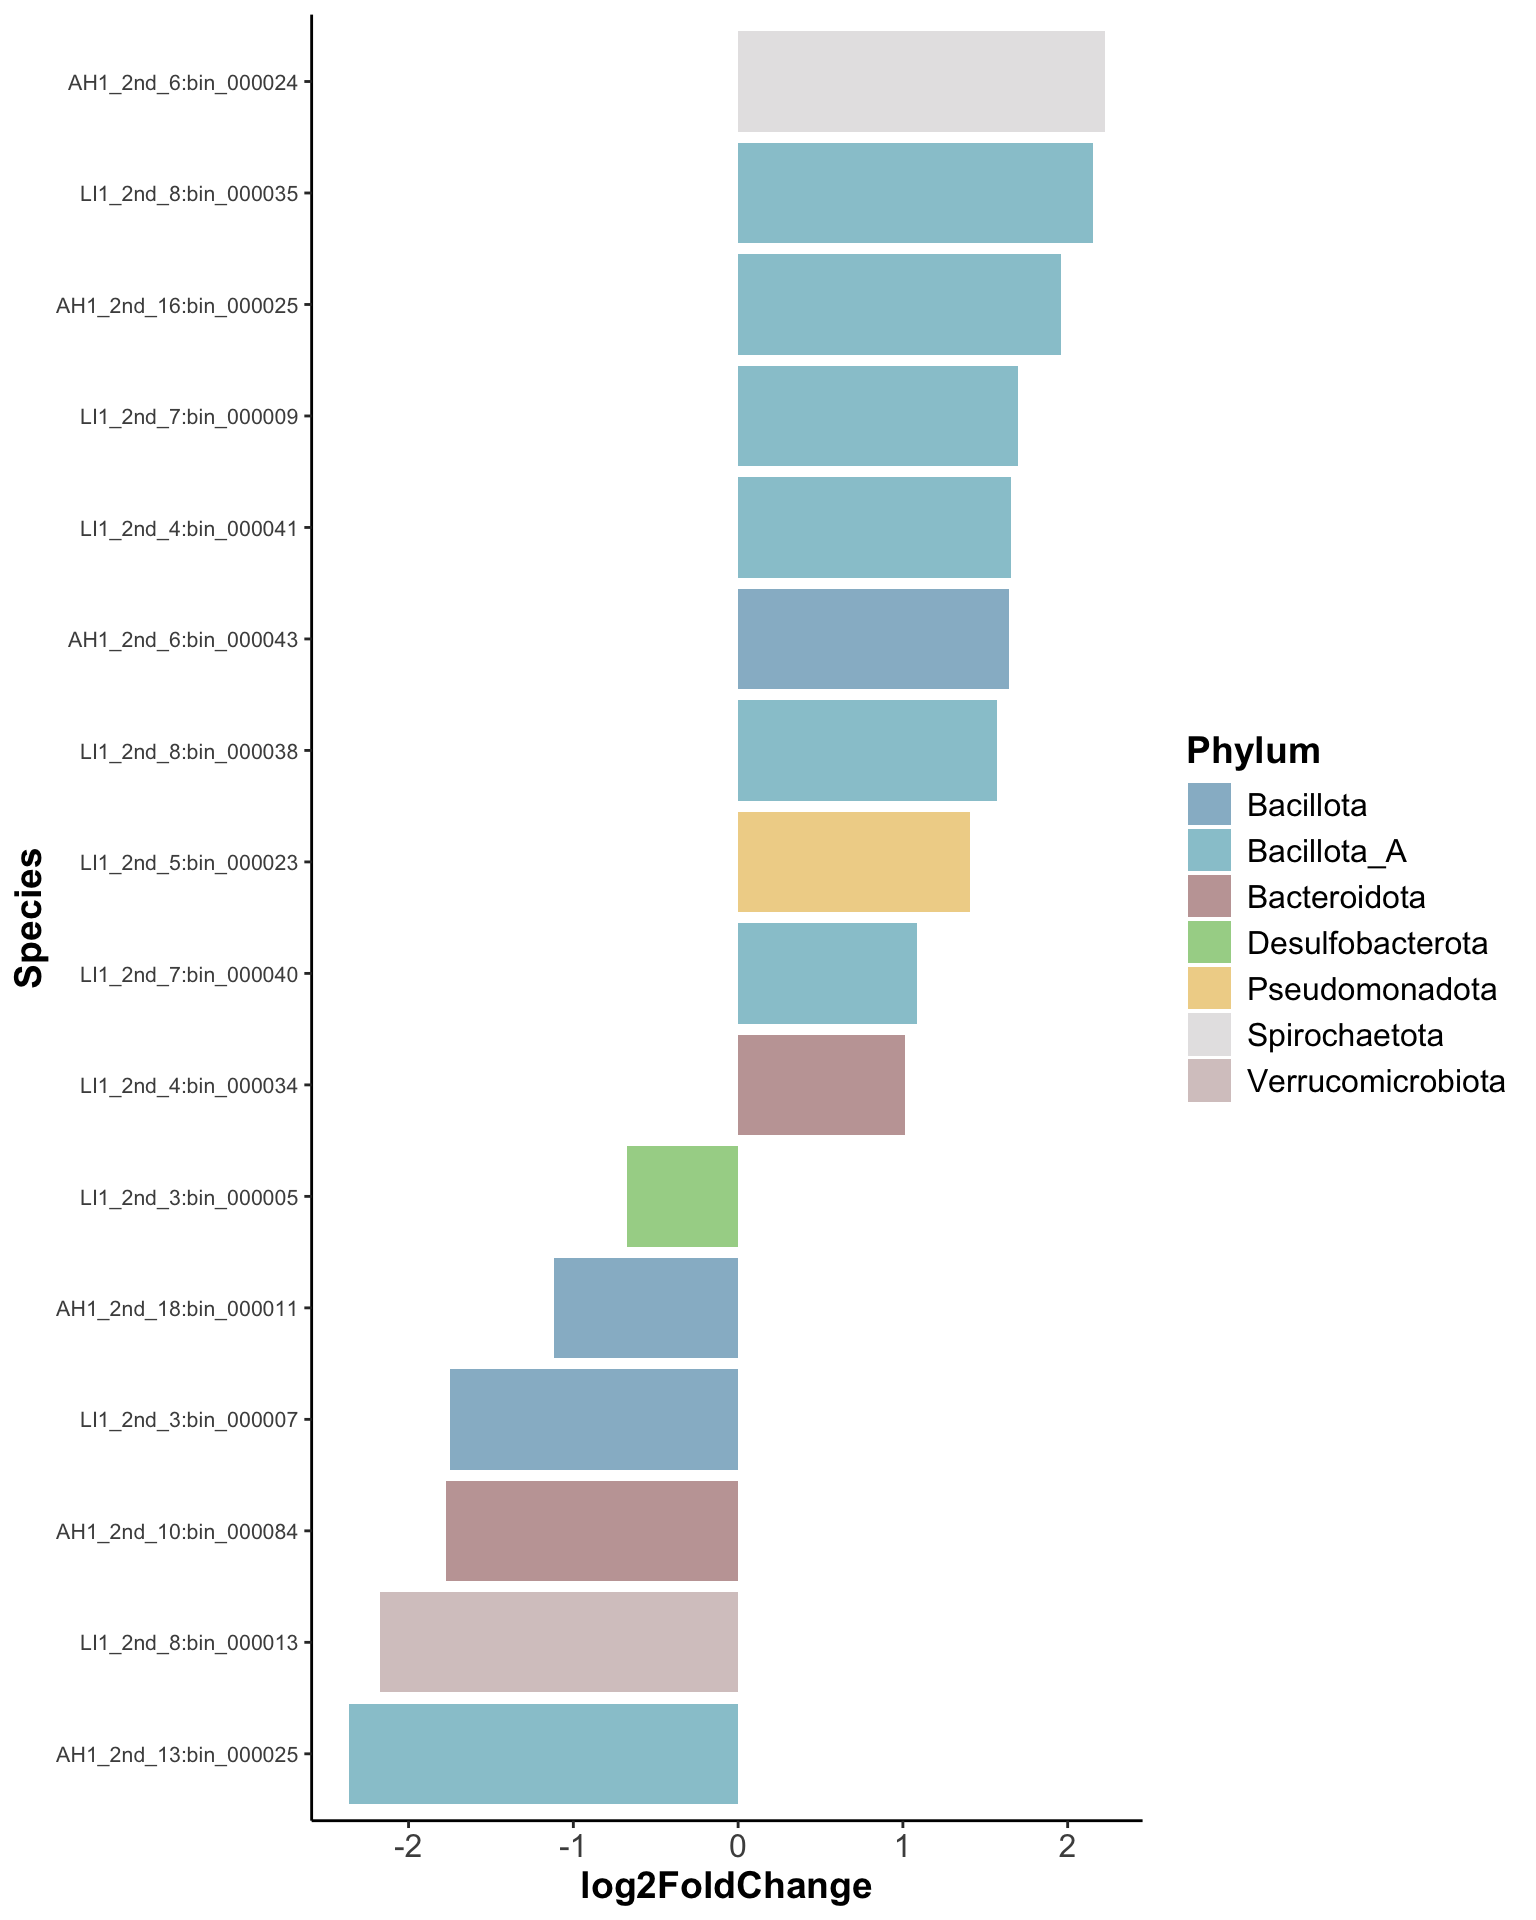 AH1_2nd_6:bin_000024
LI1_2nd_8:bin_000035
AH1_2nd_16:bin_000025
LI1_2nd_7:bin_000009
LI1_2nd_4:bin_000041
AH1_2nd_6:bin_000043
LI1_2nd_8:bin_000038
LI1_2nd_5:bin_000023
LI1_2nd_7:bin_000040
LI1_2nd_4:bin_000034
LI1_2nd_3:bin_000005
AH1_2nd_18:bin_000011
LI1_2nd_3:bin_000007
AH1_2nd_10:bin_000084
LI1_2nd_8:bin_000013
AH1_2nd_13:bin_000025
Species
-2 -1 0 1 2
log2FoldChange
Phylum
Bacillota
Bacillota_A
Bacteroidota
Desulfobacterota
Pseudomonadota
Spirochaetota
Verrucomicrobiota